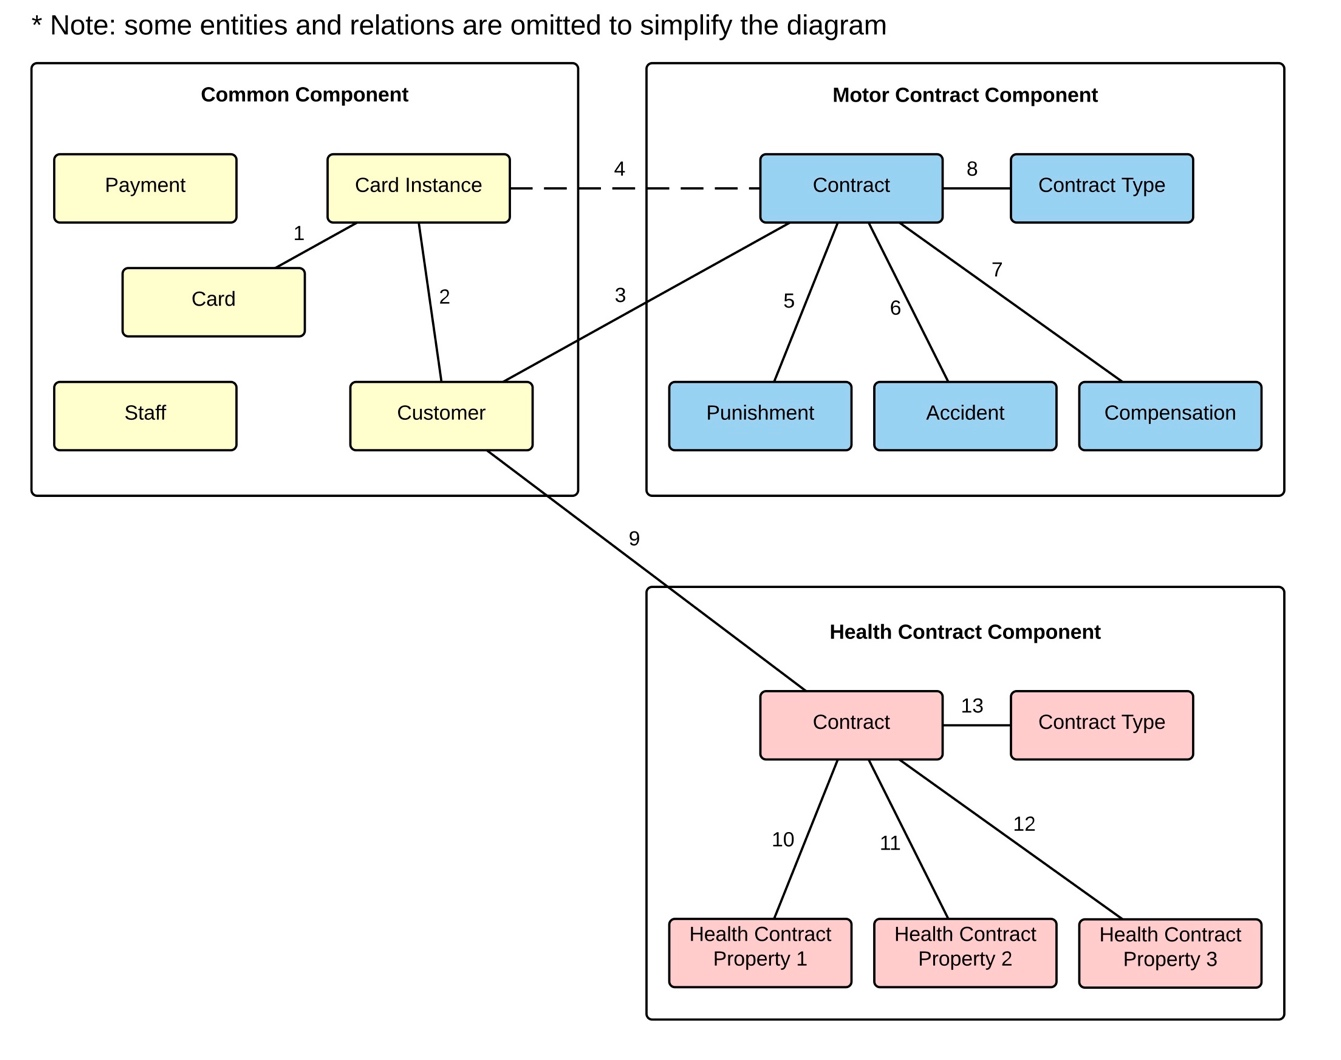 * Note: some entities and relations are omitted to simplify the diagram
Common Component
Payment
Card Instance
1
Card
2
Staff
Customer
4
3
Motor Contract Component
Contract
8
Contract Type
5
6
7
Punishment
Accident
Compensation
9
Health Contract Component
Contract
13
Contract Type
10
11
12
Health Contract
Property 1
Health Contract
Property 2
Health Contract
Property 3